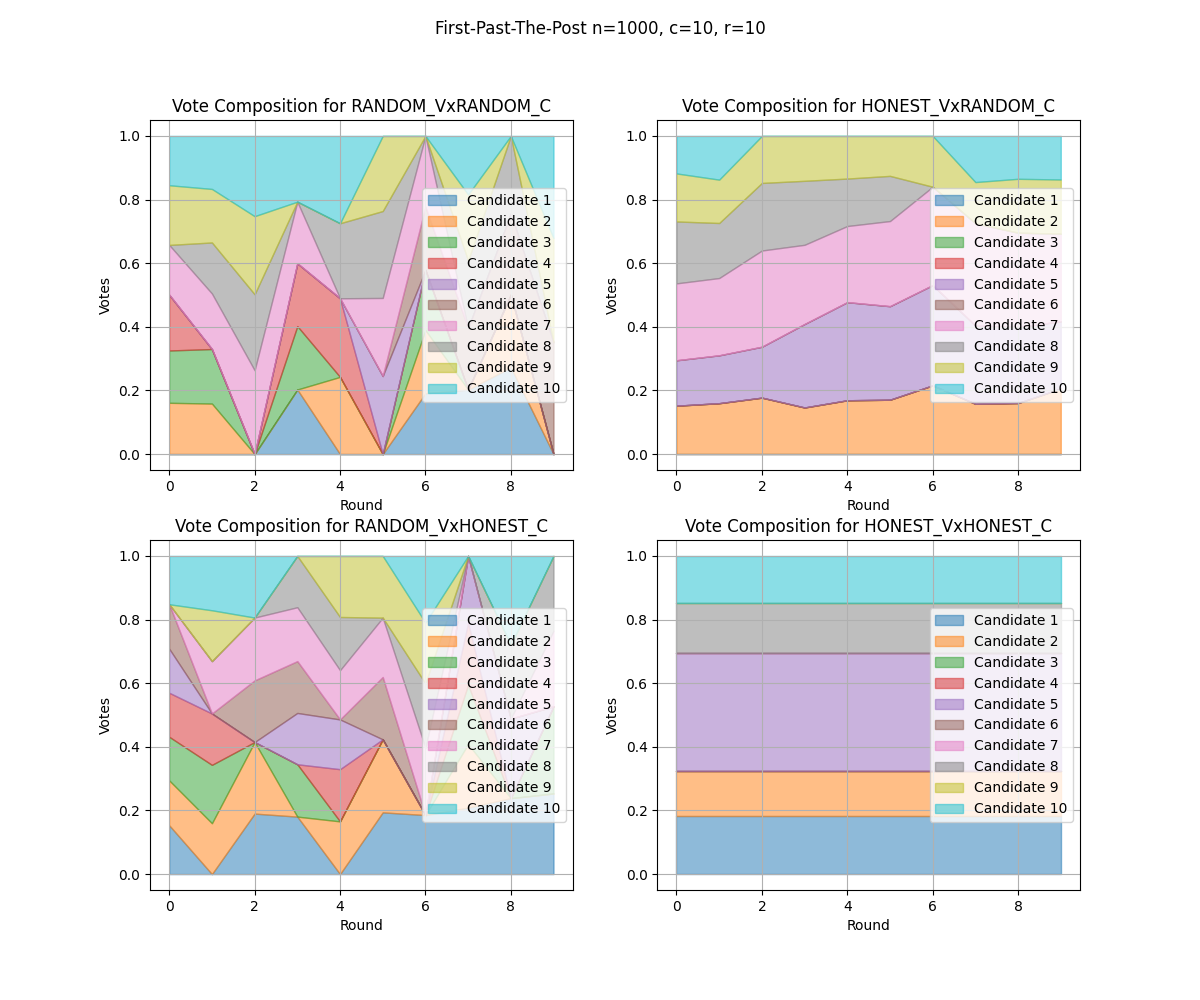 First-Past-The-Post n=1000, c=10, r=10
Vote Composition for RANDOM_VxRANDOM_C
1.0
0.8
0.6
0.4
0.2
0.0
Votes
0 2 4 6 8
Round
Candidate 1
Candidate 2
Candidate 3
Candidate 4
Candidate 5
Candidate 6
Candidate 7
Candidate 8
Candidate 9
Candidate 10
Vote Composition for HONEST_VxRANDOM_C
1.0
0.8
0.6
0.4
0.2
0.0
Votes
0 2 4 6 8
Round
Candidate 1
Candidate 2
Candidate 3
Candidate 4
Candidate 5
Candidate 6
Candidate 7
Candidate 8
Candidate 9
Candidate 10
Vote Composition for RANDOM_VxHONEST_C
1.0
0.8
0.6
0.4
0.2
0.0
Votes
0 2 4 6 8
Round
Candidate 1
Candidate 2
Candidate 3
Candidate 4
Candidate 5
Candidate 6
Candidate 7
Candidate 8
Candidate 9
Candidate 10
Vote Composition for HONEST_VxHONEST_C
1.0
0.8
0.6
0.4
0.2
0.0
Votes
0 2 4 6 8
Round
Candidate 1
Candidate 2
Candidate 3
Candidate 4
Candidate 5
Candidate 6
Candidate 7
Candidate 8
Candidate 9
Candidate 10